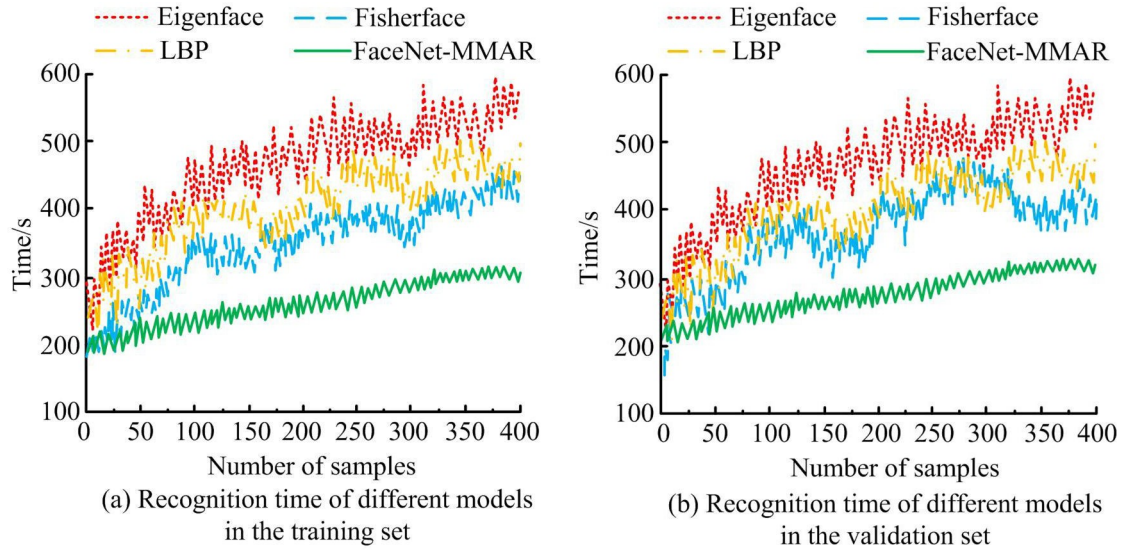 Eigenface Fisherface
LBP FaceNet-MMAR
600
500
400
300
200
100
Time/s
0 50 100 150 200 250 300 350 400
Number of samples
(a) Recognition time of different models
in the training set
Eigenface Fisherface
LBP FaceNet-MMAR
600
500
400
300
200
100
Time/s
0 50 100 150 200 250 300 350 400
Number of samples
(b) Recognition time of different models
in the validation set